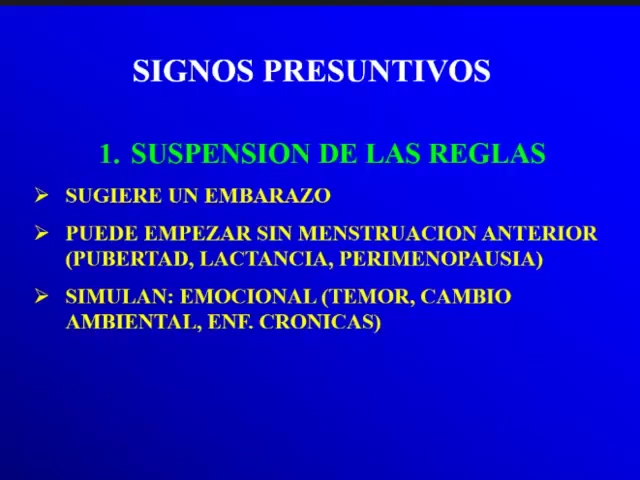 SIGNOS PRESUNTIVOS
1. SUSPENSION DE LAS REGLAS
➢ SUGIERE UN EMBARAZO
➢ PUEDE EMPEZAR SIN MENSTRUACION ANTERIOR
(PUBERTAD, LACTANCIA, PERIMENOPAUSIA)
➢ SIMULAN: EMOCIONAL (TEMOR, CAMBIO
AMBIENTAL, ENF. CRONICAS)